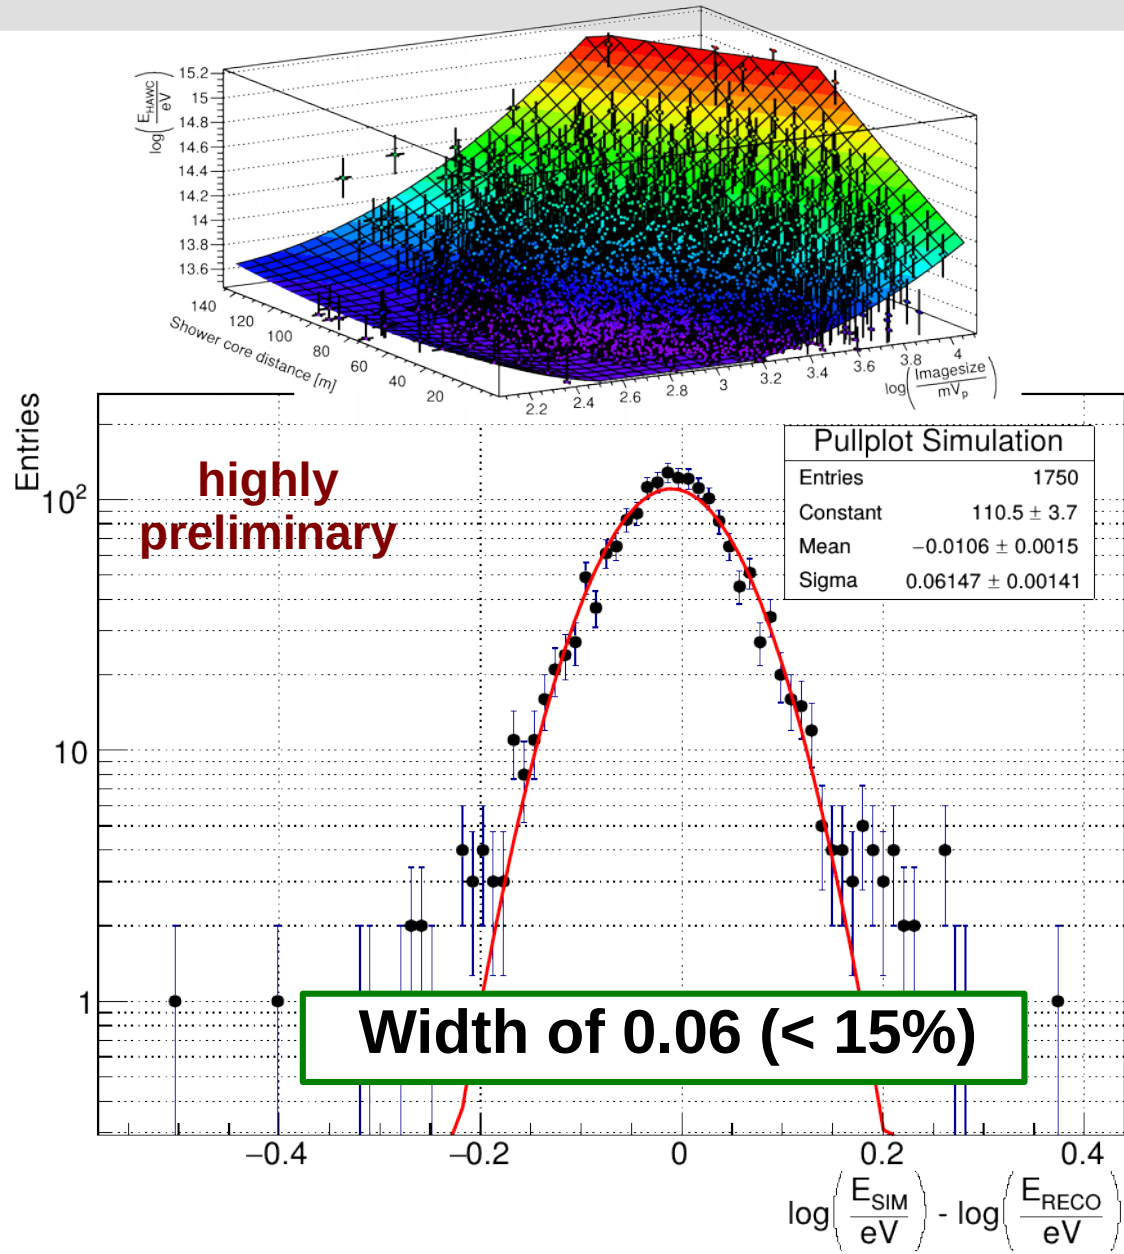 log(E_HAWC/eV)
15.2
15
14.8
14.6
14.4
14.2
14
13.8
13.6
140
120
100
80
60
40
20
Shower core distance [m]
2.2
2.4
2.6
2.8
3
3.2
3.4
3.6
3.8
4
log(Imagesize/mV_p)
Entries
highly
preliminary
Pullplot Simulation
Entries 1750
Constant 110.5 ± 3.7
Mean −0.0106 ± 0.0015
Sigma 0.06147 ± 0.00141
10²
10
1
Width of 0.06 (< 15%)
−0.4
−0.2
0
0.2
0.4
log(E_SIM/eV) - log(E_RECO/eV)